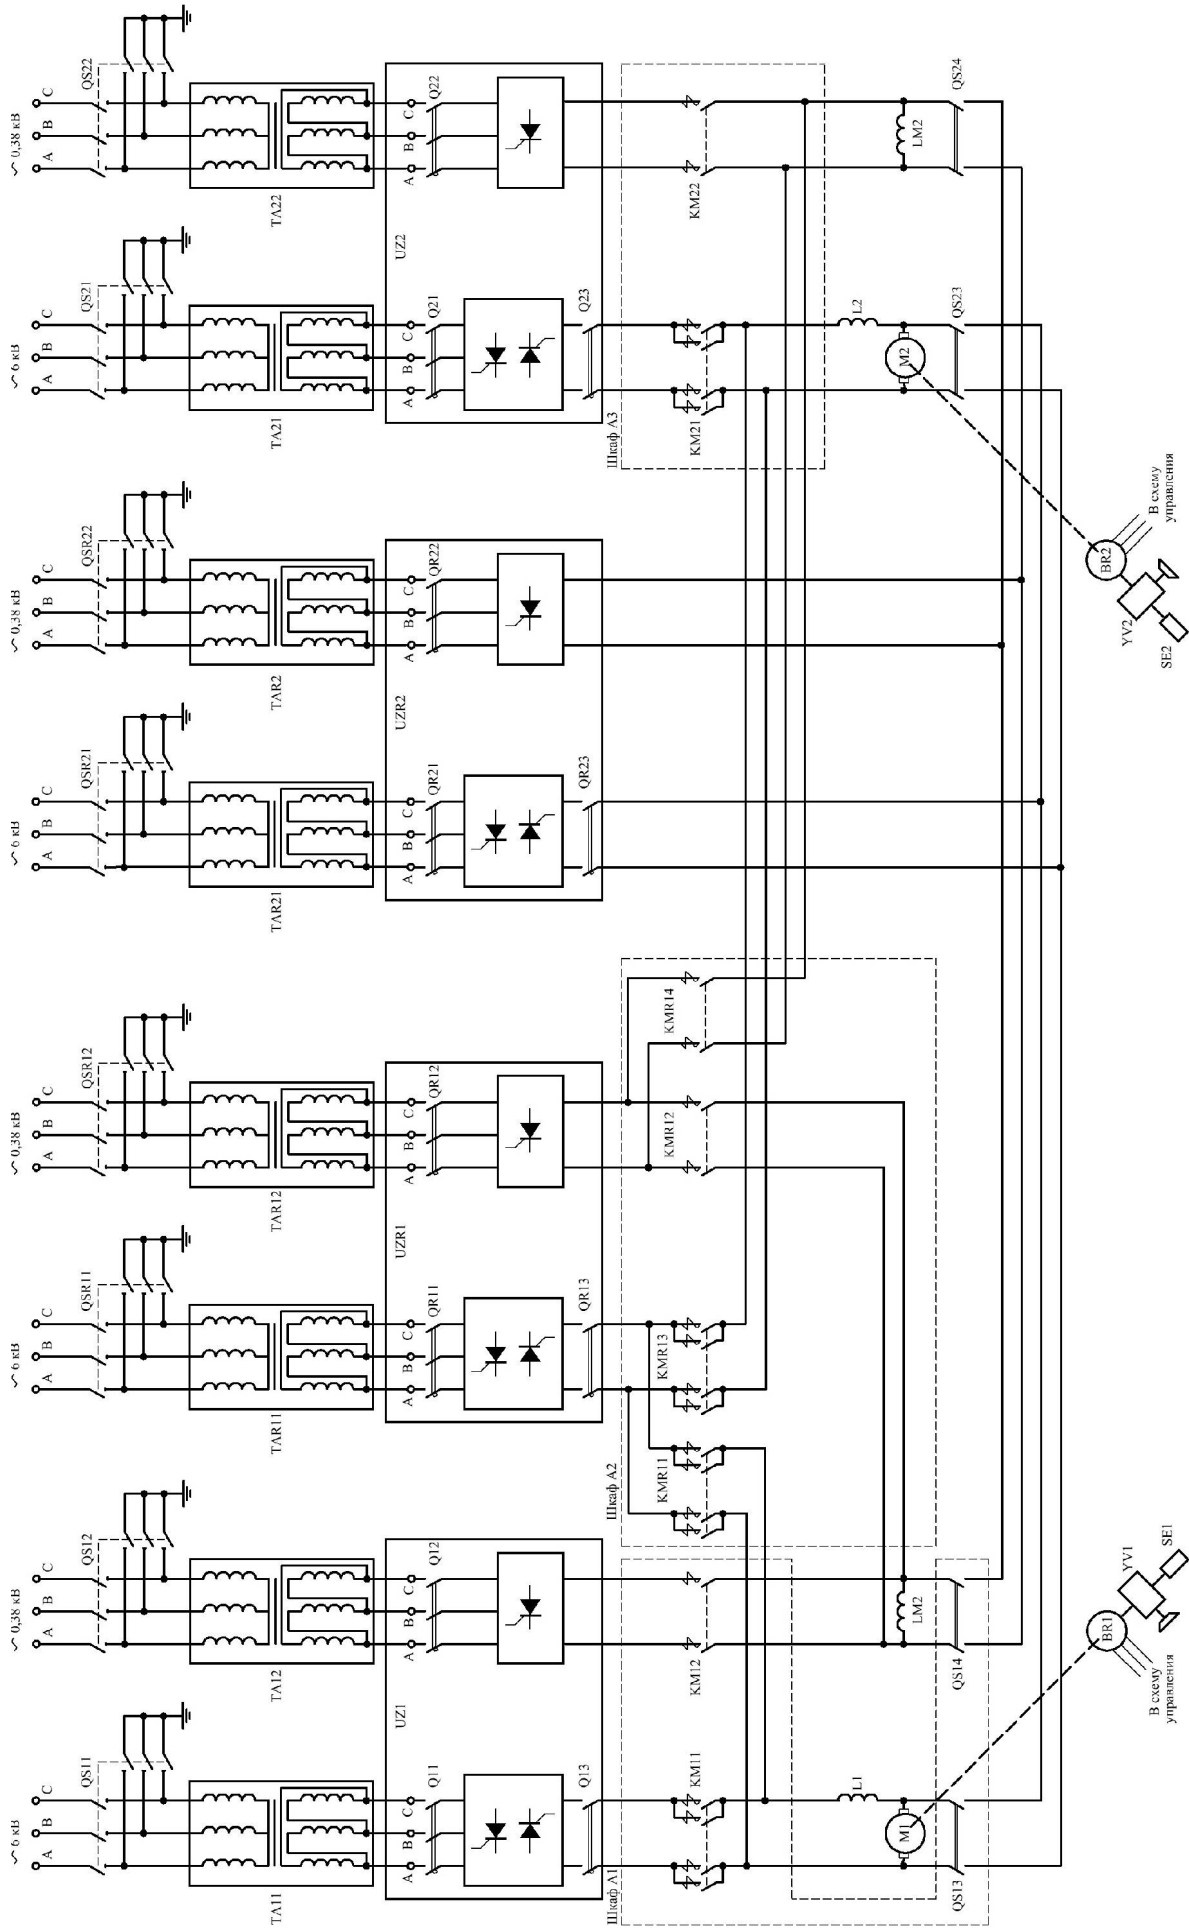 ~ 6 кВ
~ 0,38 кВ
~ 6 кВ
~ 0,38 кВ
~ 6 кВ
~ 0,38 кВ
~ 6 кВ
~ 0,38 кВ
A B C
A B C
A B C
A B C
A B C
A B C
A B C
A B C
QS11
QS12
QSR11
QSR12
QSR21
QSR22
QS21
QS22
TA11
TA12
TAR11
TAR12
TAR21
TAR2
TA21
TA22
A B C
A B C
A B C
A B C
A B C
A B C
A B C
A B C
Q11
Q12
QR11
QR12
QR21
QR22
Q21
Q22
UZ1
UZR1
UZR2
UZ2
Q13
QR13
QR23
Q23
Шкаф А1
Шкаф А2
Шкаф А3
KM11
KM12
KMR11
KMR13
KMR12
KMR14
KM21
KM22
L1
L2
M1
LM2
M2
LM2
QS13
QS14
QS23
QS24
В схему
управления
BR1
YV1
SE1
BR2
YV2
SE2
В схему
управления